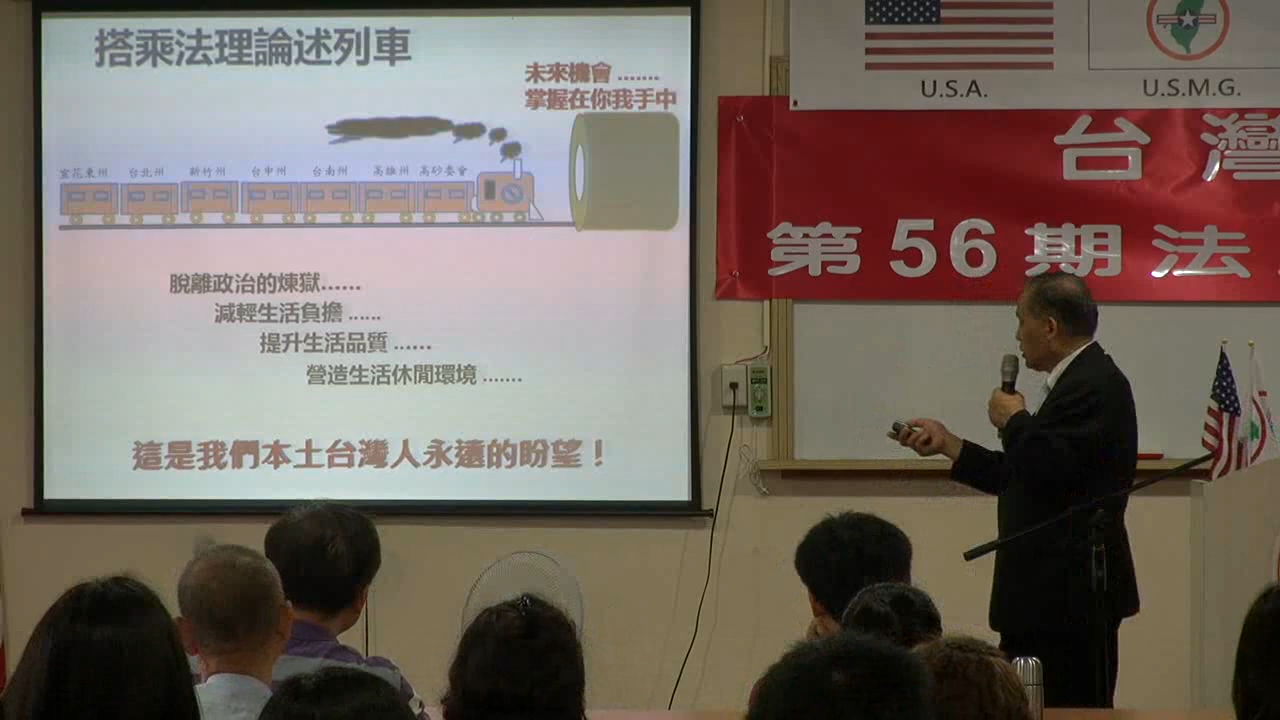 搭乘法理論述列車
未來機會 .......
掌握在你我手中
宜花東州 台北州 新竹州 台中州 台南州 高雄州 高砂委會
脫離政治的煉獄......
減輕生活負擔 ......
提升生活品質 ......
營造生活休閒環境 .......
這是我們本土台灣人永遠的盼望！
U.S.A.
U.S.M.G.
台灣
第 56 期 法